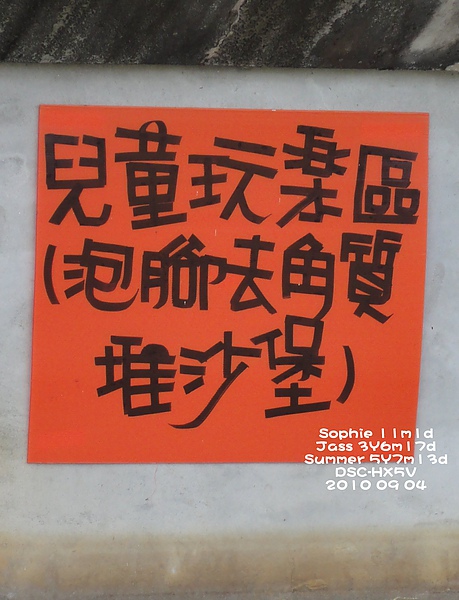 兒童玩耍區
(泡腳去角質
堆沙堡)
Sophie 11m1d
Jass 3Y6m17d
Summer 5Y7m13d
DSC-HX5V
2010 09 04